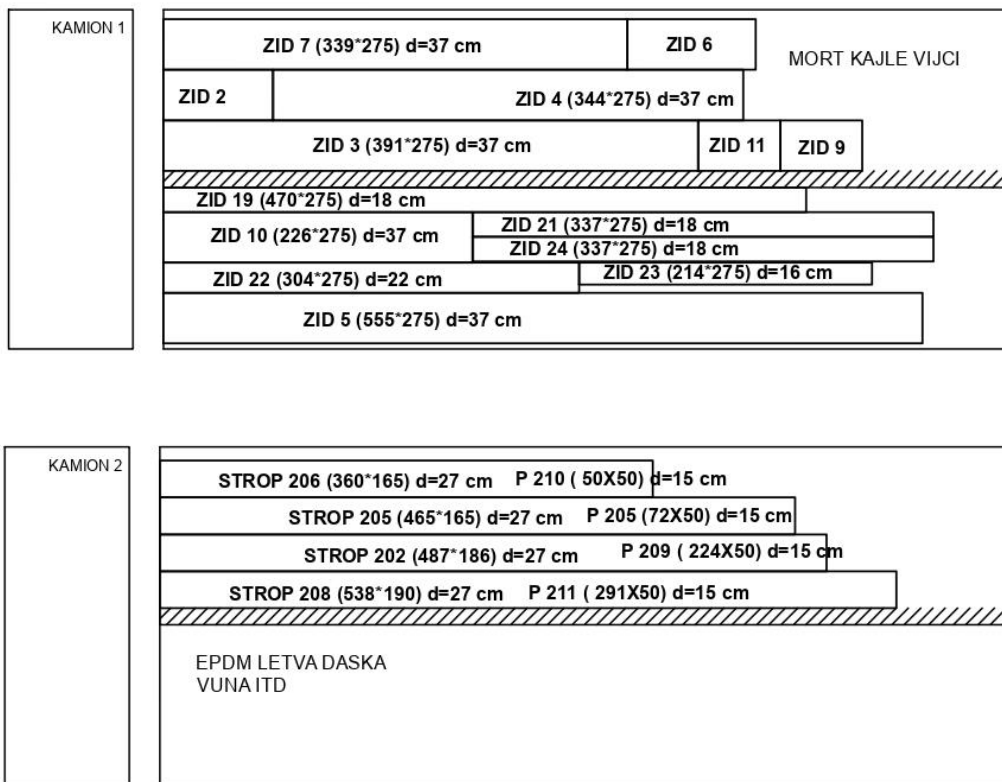 KAMION 1
ZID 7 (339*275) d=37 cm
ZID 6
MORT KAJLE VIJCI
ZID 2
ZID 4 (344*275) d=37 cm
ZID 3 (391*275) d=37 cm
ZID 11
ZID 9
ZID 19 (470*275) d=18 cm
ZID 10 (226*275) d=37 cm
ZID 21 (337*275) d=18 cm
ZID 24 (337*275) d=18 cm
ZID 22 (304*275) d=22 cm
ZID 23 (214*275) d=16 cm
ZID 5 (555*275) d=37 cm
KAMION 2
STROP 206 (360*165) d=27 cm P 210 ( 50X50) d=15 cm
STROP 205 (465*165) d=27 cm P 205 (72X50) d=15 cm
STROP 202 (487*186) d=27 cm P 209 ( 224X50) d=15 cm
STROP 208 (538*190) d=27 cm P 211 ( 291X50) d=15 cm
EPDM LETVA DASKA
VUNA ITD